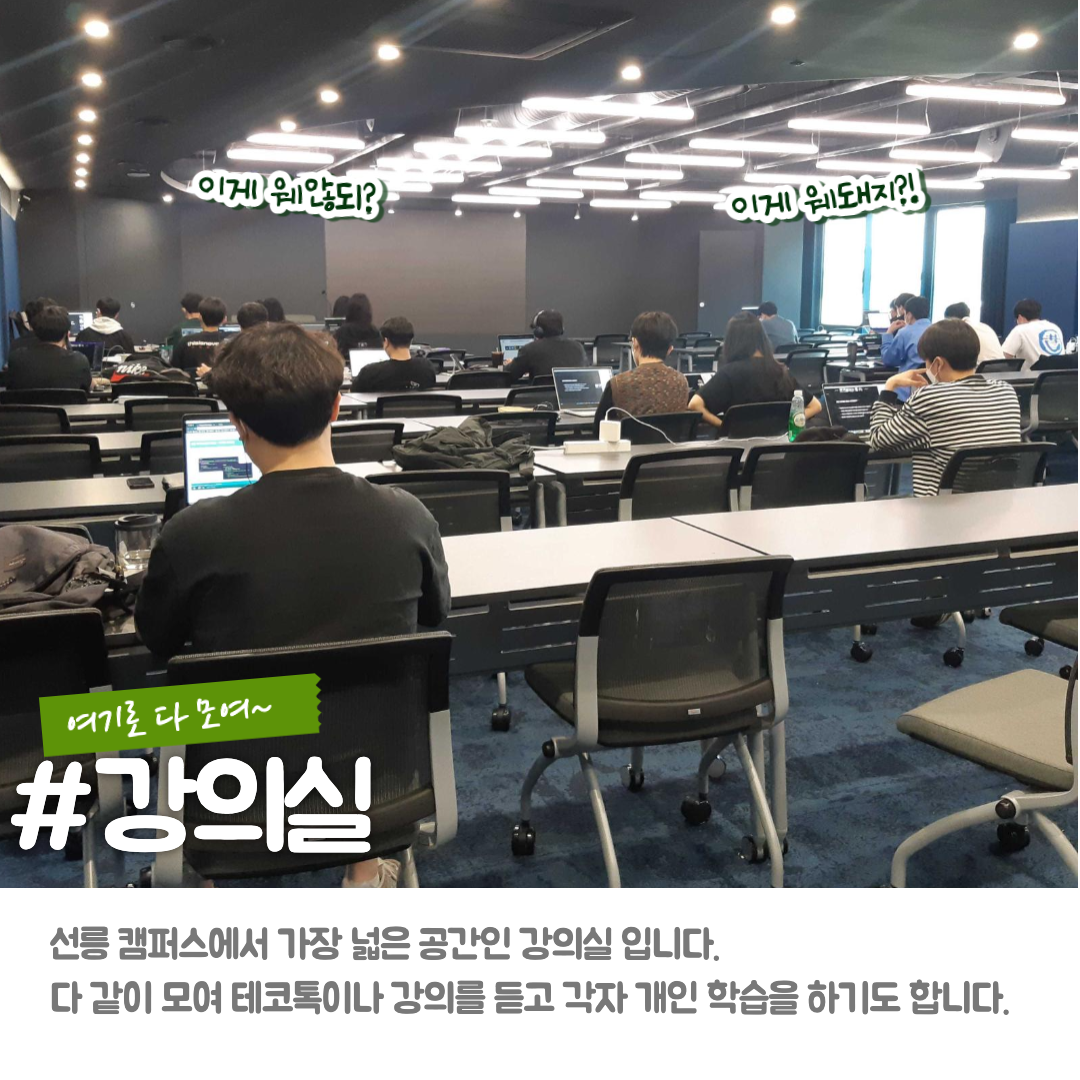 이게 웨않되?
이게 웨돼지?!
여기로 다 모여~
#강의실
선릉 캠퍼스에서 가장 넓은 공간인 강의실 입니다.
다 같이 모여 테코톡이나 강의를 듣고 각자 개인 학습을 하기도 합니다.